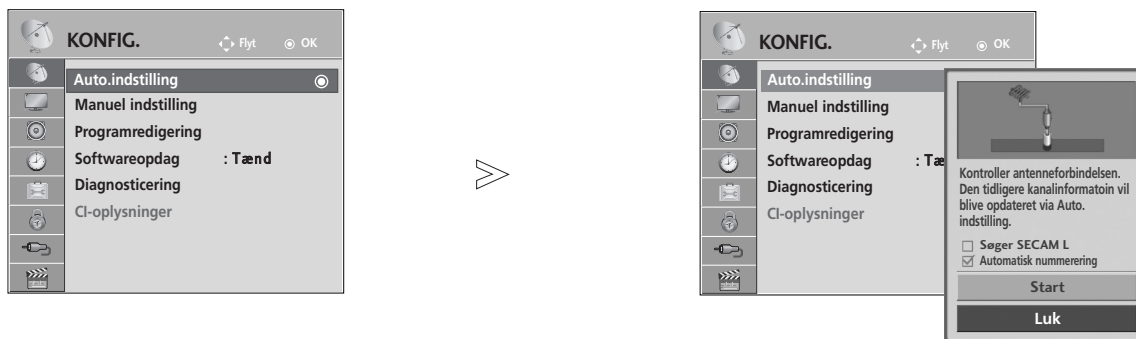 KONFIG.
Flyt
OK
Auto.indstilling
Manuel indstilling
Programredigering
Softwareopdag : Tænd
Diagnosticering
CI-oplysninger
KONFIG.
Flyt
OK
Auto.indstilling
Manuel indstilling
Programredigering
Softwareopdag : Tæ
Diagnosticering
CI-oplysninger
Kontroller antenneforbindelsen.
Den tidligere kanalinformatoin vil
blive opdateret via Auto.
indstilling.
Søger SECAM L
Automatisk nummerering
Start
Luk